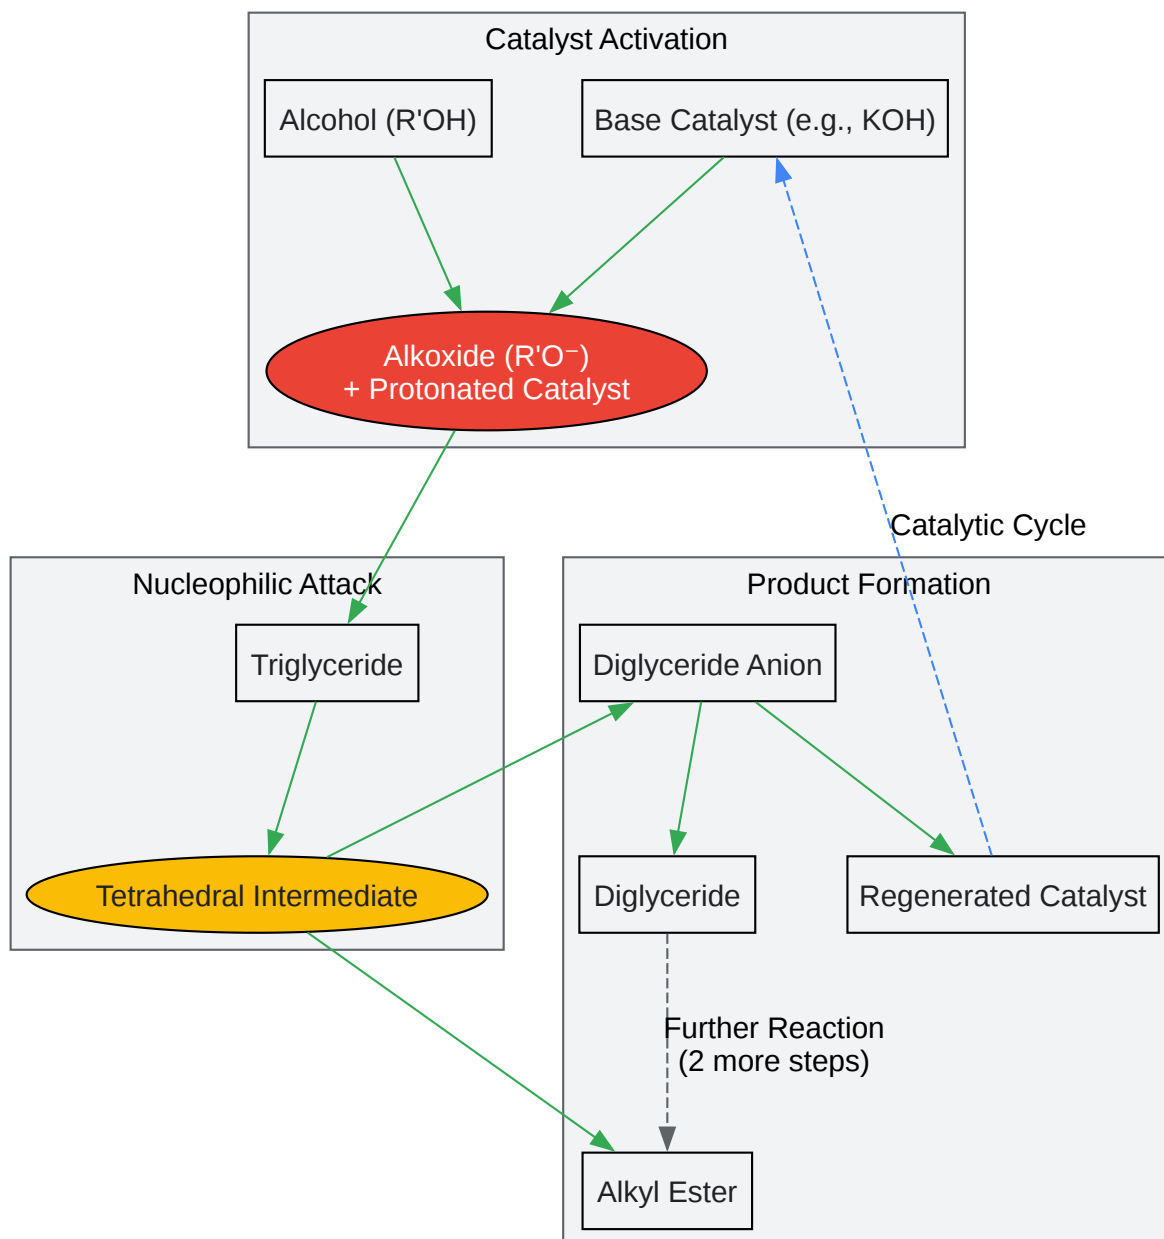 Catalyst Activation
Alcohol (R'OH)
Base Catalyst (e.g., KOH)
Alkoxide (R'O⁻)
+ Protonated Catalyst
Catalytic Cycle
Nucleophilic Attack
Product Formation
Triglyceride
Diglyceride Anion
Tetrahedral Intermediate
Diglyceride
Regenerated Catalyst
Further Reaction
(2 more steps)
Alkyl Ester